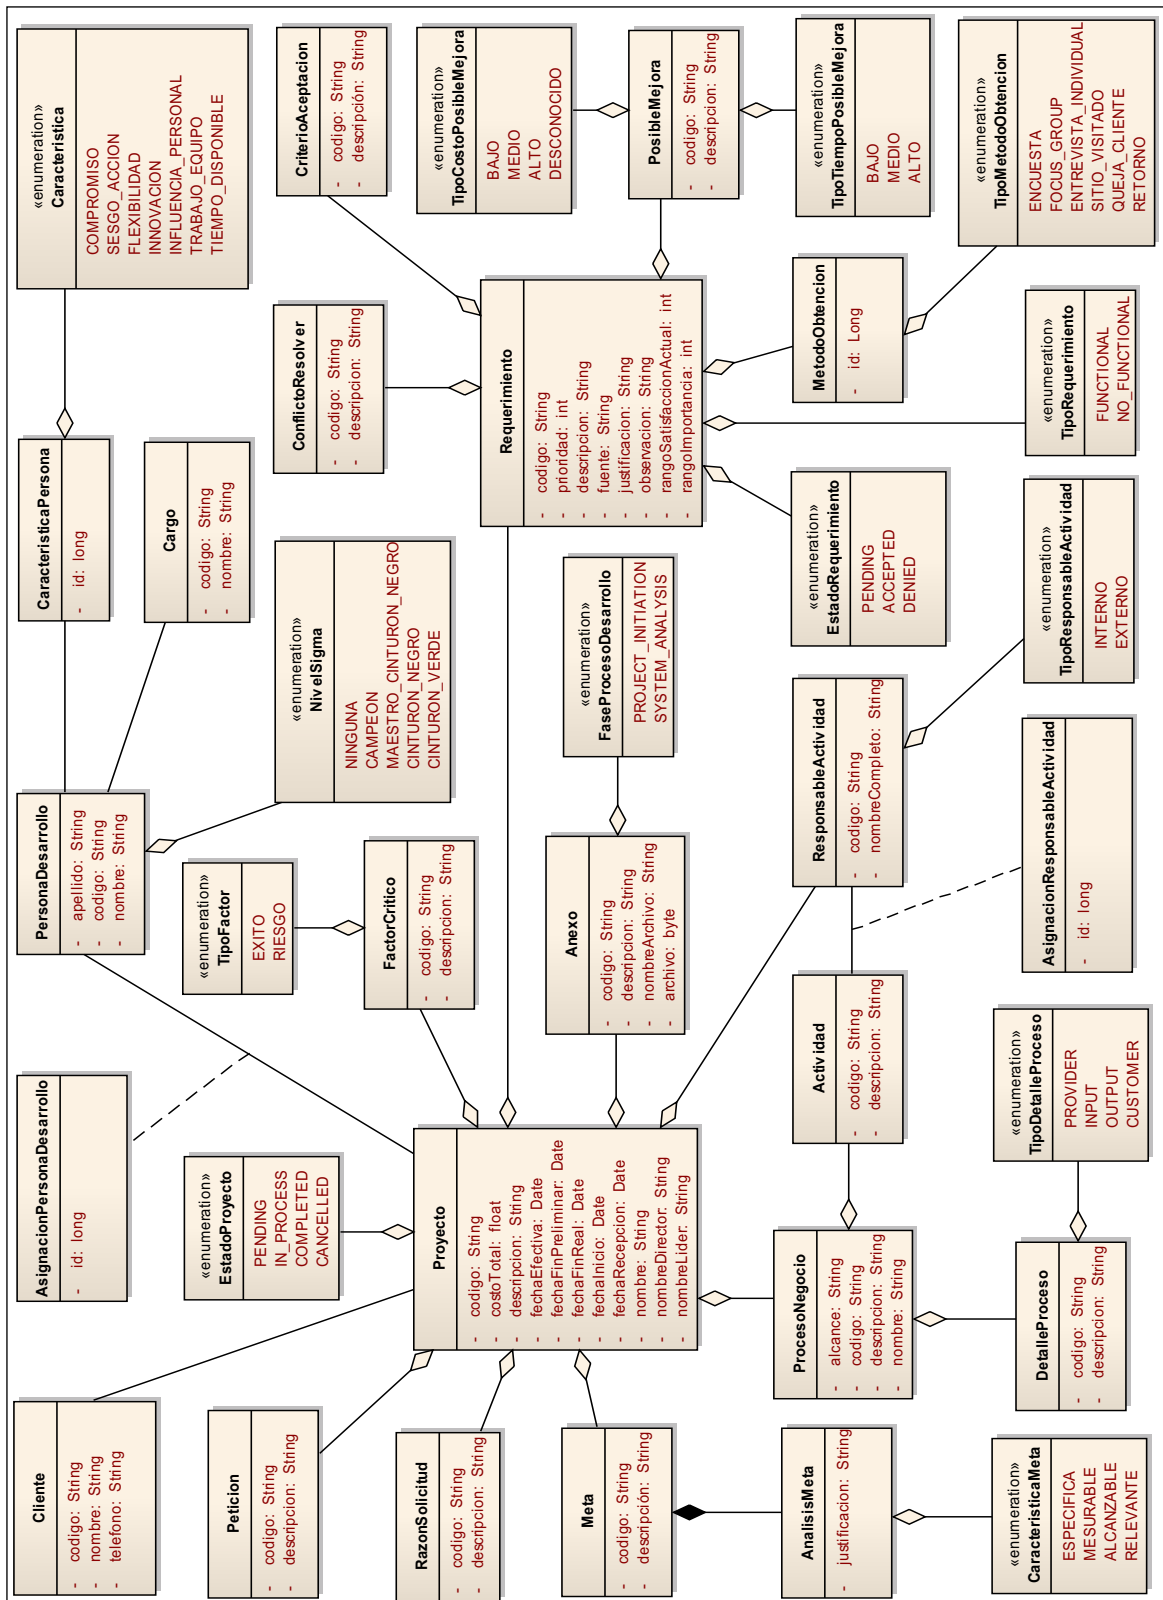 «enumeration»
Caracteristica
COMPROMISO
SESGO_ACCION
FLEXIBILIDAD
INNOVACION
INFLUENCIA_PERSONAL
TRABAJO_EQUIPO
TIEMPO_DISPONIBLE
CaracteristicaPersona
- id: long
Cargo
- codigo: String
- nombre: String
PersonaDesarrollo
- apellido: String
- codigo: String
- nombre: String
«enumeration»
NivelSigma
NINGUNA
CAMPEON
MAESTRO_CINTURON_NEGRO
CINTURON_NEGRO
CINTURON_VERDE
AsignacionPersonaDesarrollo
- id: long
Cliente
- codigo: String
- nombre: String
- telefono: String
CriterioAceptacion
- codigo: String
- descripción: String
ConflictoResolver
- codigo: String
- descripcion: String
«enumeration»
TipoCostoPosibleMejora
BAJO
MEDIO
ALTO
DESCONOCIDO
PosibleMejora
- codigo: String
- descripcion: String
«enumeration»
TipoTiempoPosibleMejora
BAJO
MEDIO
ALTO
«enumeration»
TipoMetodoObtencion
ENCUESTA
FOCUS_GROUP
ENTREVISTA_INDIVIDUAL
SITIO_VISITADO
QUEJA_CLIENTE
RETORNO
Requerimiento
- codigo: String
- prioridad: int
- descripcion: String
- fuente: String
- justificacion: String
- observacion: String
- rangoSatisfaccionActual: int
- rangoImportancia: int
MetodoObtencion
- id: Long
«enumeration»
TipoRequerimiento
FUNCTIONAL
NO_FUNCTIONAL
«enumeration»
EstadoRequerimiento
PENDING
ACCEPTED
DENIED
«enumeration»
TipoFactor
EXITO
RIESGO
FactorCritico
- codigo: String
- descripcion: String
«enumeration»
FaseProcesoDesarrollo
PROJECT_INITIATION
SYSTEM_ANALYSIS
Anexo
- codigo: String
- descripcion: String
- nombreArchivo: String
- archivo: byte
ResponsableActividad
- codigo: String
- nombreCompleto: String
«enumeration»
TipoResponsableActividad
INTERNO
EXTERNO
AsignacionResponsableActividad
- id: long
«enumeration»
EstadoProyecto
PENDING
IN_PROCESS
COMPLETED
CANCELLED
Proyecto
- codigo: String
- costoTotal: float
- descripcion: String
- fechaEfectiva: Date
- fechaFinPreliminar: Date
- fechaFinReal: Date
- fechaInicio: Date
- fechaRecepcion: Date
- nombre: String
- nombreDirector: String
- nombreLider: String
Actividad
- codigo: String
- descripcion: String
«enumeration»
TipoDetalleProceso
PROVIDER
INPUT
OUTPUT
CUSTOMER
ProcesoNegocio
- alcance: String
- codigo: String
- descripcion: String
- nombre: String
DetalleProceso
- codigo: String
- descripcion: String
Peticion
- codigo: String
- descripcion: String
RazonSolicitud
- codigo: String
- descripcion: String
Meta
- codigo: String
- descripción: String
AnalisisMeta
- justificacion: String
«enumeration»
CaracteristicaMeta
ESPECIFICA
MESURABLE
ALCANZABLE
RELEVANTE